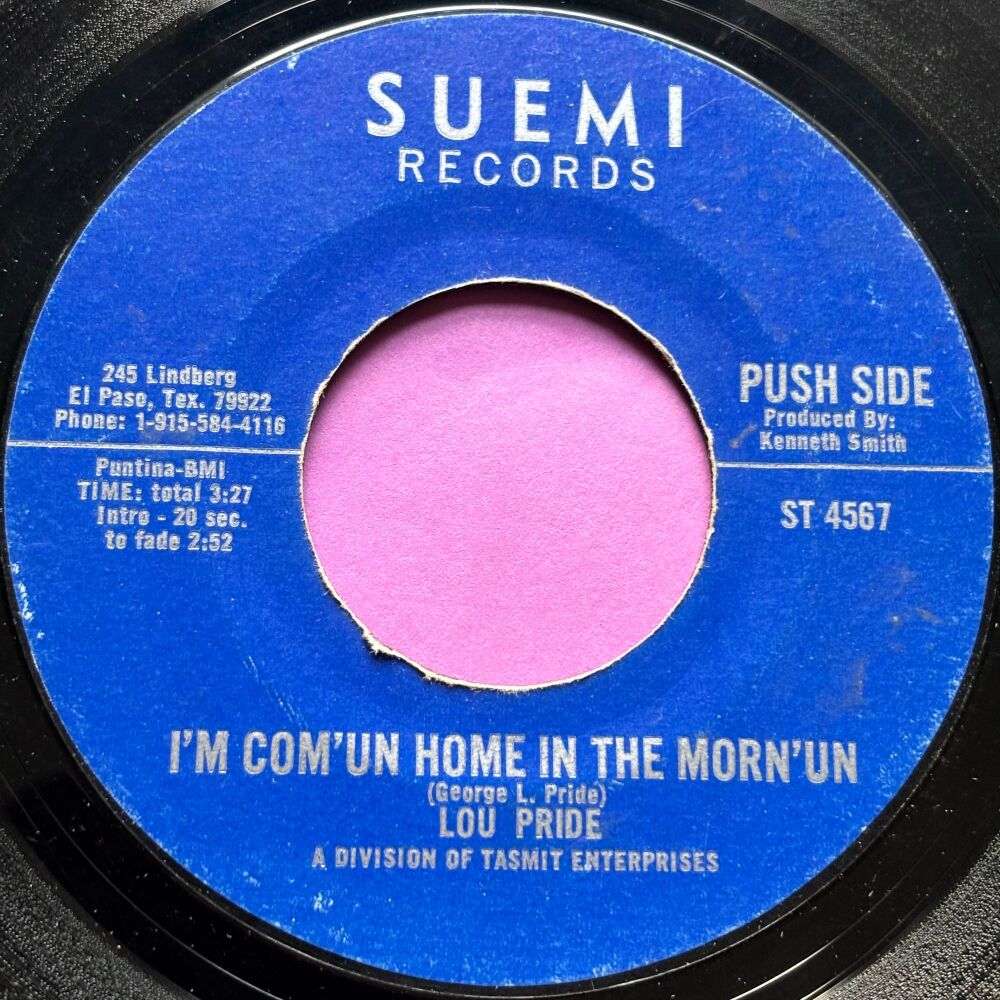 SUEMI
RECORDS
245 Lindberg
El Paso, Tex. 79922
Phone: 1-915-584-4116
Puntina-BMI
TIME: total 3:27
Intro - 20 sec.
to fade 2:52
PUSH SIDE
Produced By:
Kenneth Smith
ST 4567
I'M COM'UN HOME IN THE MORN'UN
(George L. Pride)
LOU PRIDE
A DIVISION OF TASMIT ENTERPRISES